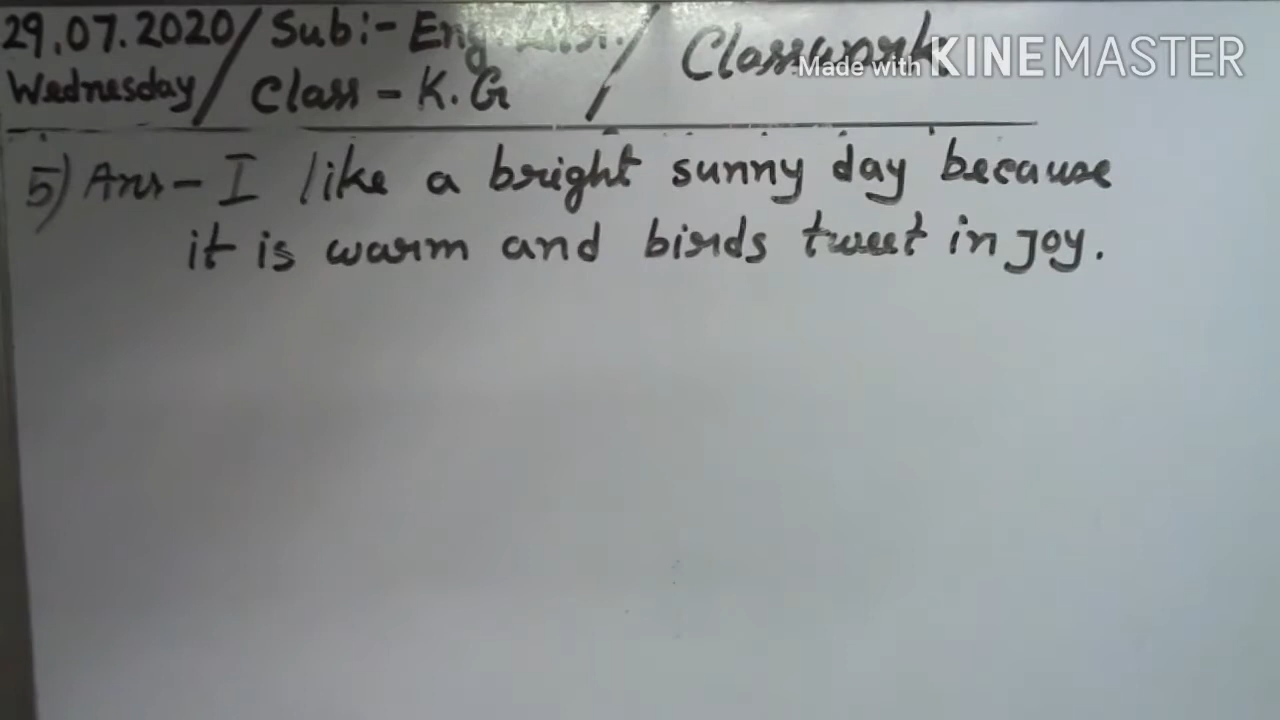 29.07.2020/ Sub:- Eng / Classwork
Wednesday/ Class - K.G
Made with KINEMASTER
5) Ans - I like a bright sunny day because
it is warm and birds tweet in joy.